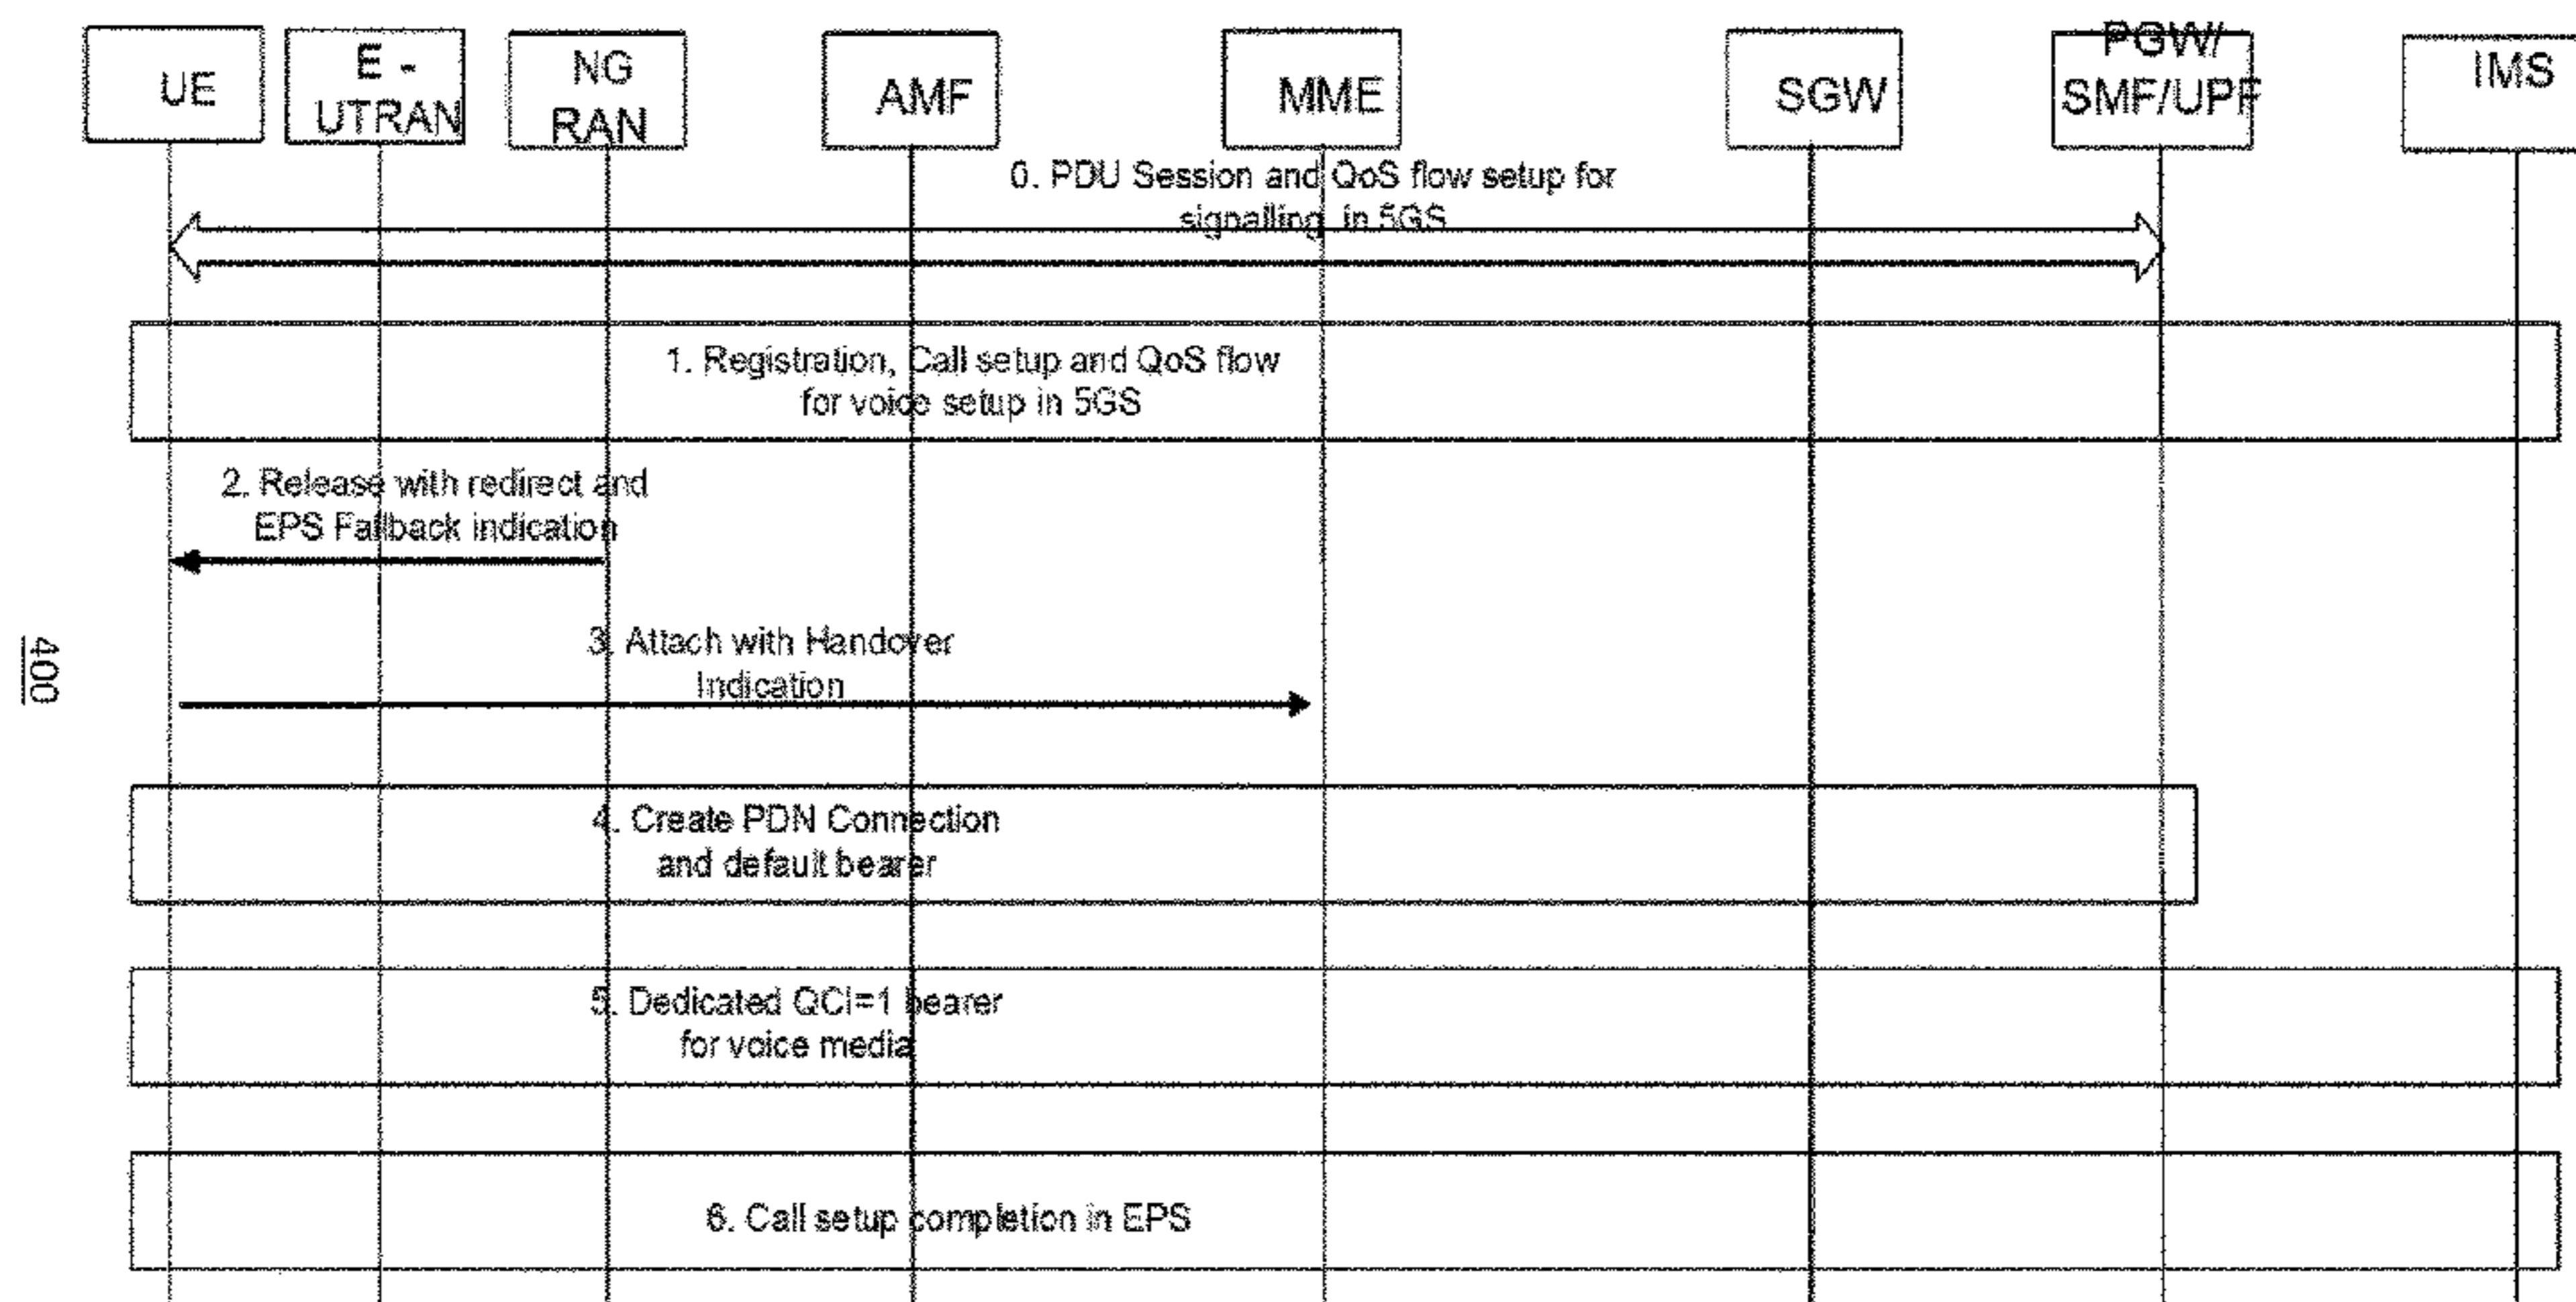 UE
E -
UTRAN
NG
RAN
AMF
MME
SGW
PGW/
SMF/UPF
IMS
0. PDU Session and QoS flow setup for
signalling in 5GS
1. Registration, Call setup and QoS flow
for voice setup in 5GS
2. Release with redirect and
EPS Fallback indication
3. Attach with Handover
Indication
400
4. Create PDN Connection
and default bearer
5. Dedicated QCI=1 bearer
for voice media
6. Call setup completion in EPS